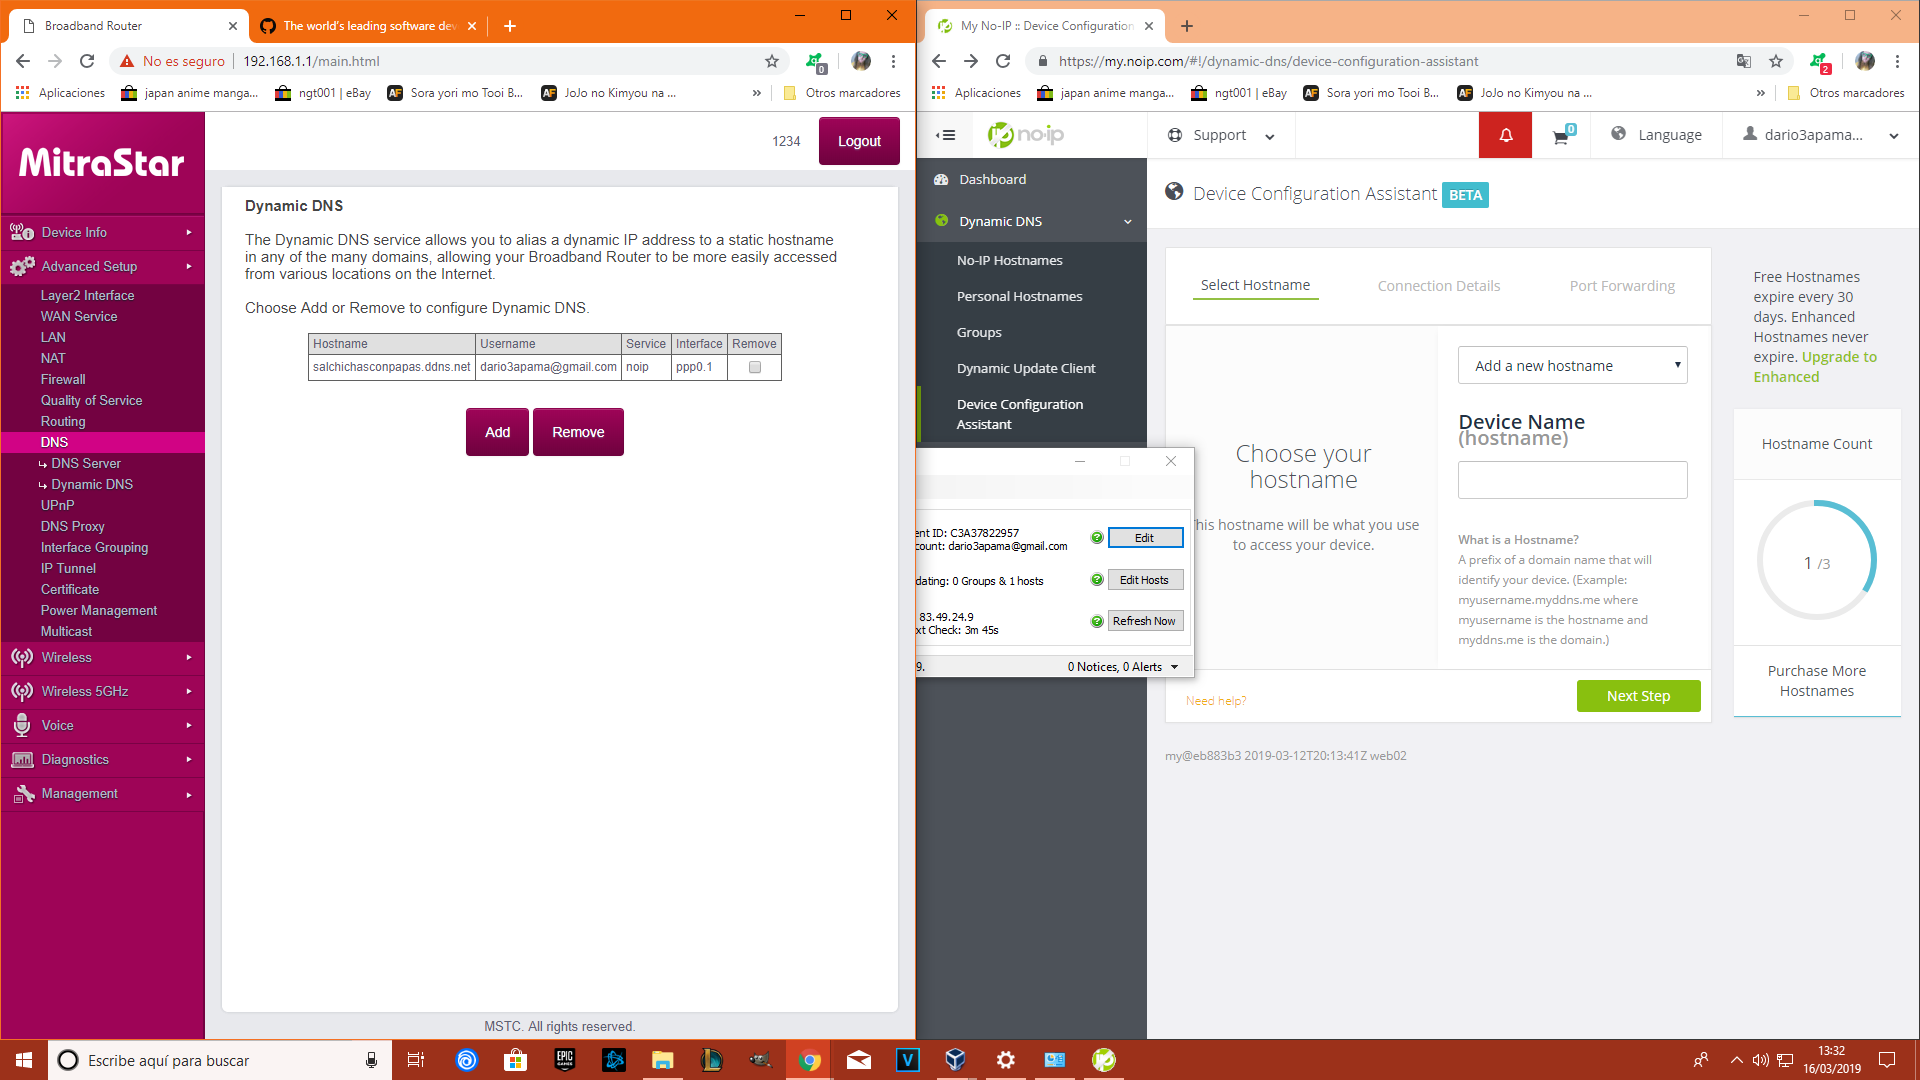 Broadband Router
The world's leading software dev
No es seguro
192.168.1.1/main.html
0
Aplicaciones
japan anime manga...
ngt001 | eBay
AF
Sora yori mo Tooi B...
AF
JoJo no Kimyou na ...
»
Otros marcadores
MitraStar
1234
Logout
Device Info
Advanced Setup
Layer2 Interface
WAN Service
LAN
NAT
Firewall
Quality of Service
Routing
DNS
DNS Server
Dynamic DNS
UPnP
DNS Proxy
Interface Grouping
IP Tunnel
Certificate
Power Management
Multicast
Wireless
Wireless 5GHz
Voice
Diagnostics
Management
Dynamic DNS
The Dynamic DNS service allows you to alias a dynamic IP address to a static hostname
in any of the many domains, allowing your Broadband Router to be more easily accessed
from various locations on the Internet.
Choose Add or Remove to configure Dynamic DNS.
Hostname Username Service Interface Remove
salchichasconpapas.ddns.net dario3apama@gmail.com noip ppp0.1
Add
Remove
MSTC. All rights reserved.
My No-IP :: Device Configuration
https://my.noip.com/#!/dynamic-dns/device-configuration-assistant
2
Aplicaciones
japan anime manga...
ngt001 | eBay
AF
Sora yori mo Tooi B...
AF
JoJo no Kimyou na ...
»
Otros marcadores
no-ip
Support
0
Language
dario3apama...
Dashboard
Dynamic DNS
No-IP Hostnames
Personal Hostnames
Groups
Dynamic Update Client
Device Configuration
Assistant
Device Configuration Assistant BETA
Select Hostname
Connection Details
Port Forwarding
Choose your
hostname
his hostname will be what you use
to access your device.
Add a new hostname
Device Name
(hostname)
What is a Hostname?
A prefix of a domain name that will
identify your device. (Example:
myusername.myddns.me where
myusername is the hostname and
myddns.me is the domain.)
Need help?
Next Step
Free Hostnames
expire every 30
days. Enhanced
Hostnames never
expire. Upgrade to
Enhanced
Hostname Count
1 /3
Purchase More
Hostnames
my@eb883b3 2019-03-12T20:13:41Z web02
ent ID: C3A37822957
count: dario3apama@gmail.com
Edit
dating: 0 Groups & 1 hosts
Edit Hosts
83.49.24.9
xt Check: 3m 45s
Refresh Now
9.
0 Notices, 0 Alerts
Escribe aquí para buscar
EPIC
GAMES
V
13:32
16/03/2019